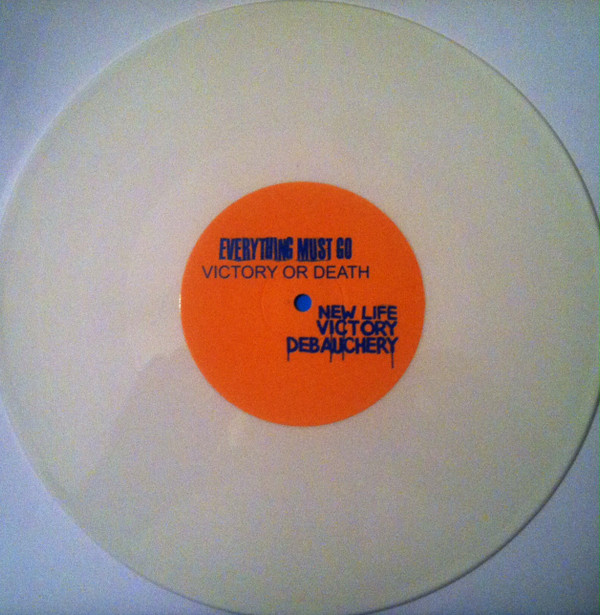 EVERYTHING MUST GO
VICTORY OR DEATH
NEW LIFE
VICTORY
DEBAUCHERY